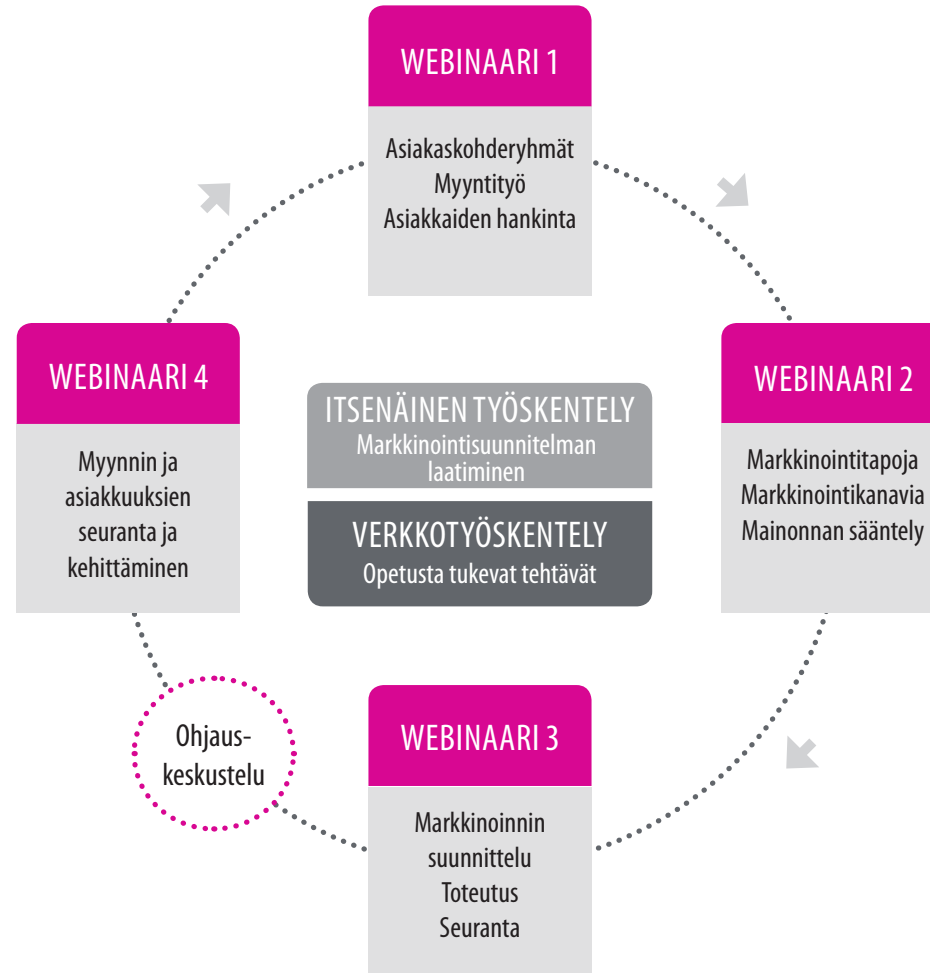 WEBINAARI 1
Asiakaskohderyhmät
Myyntityö
Asiakkaiden hankinta
WEBINAARI 2
Markkinointitapoja
Markkinointikanavia
Mainonnan sääntely
WEBINAARI 3
Markkinoinnin
suunnittelu
Toteutus
Seuranta
Ohjaus-
keskustelu
WEBINAARI 4
Myynnin ja
asiakkuuksien
seuranta ja
kehittäminen
ITSENÄINEN TYÖSKENTELY
Markkinointisuunnitelman
laatiminen
VERKKOTYÖSKENTELY
Opetusta tukevat tehtävät